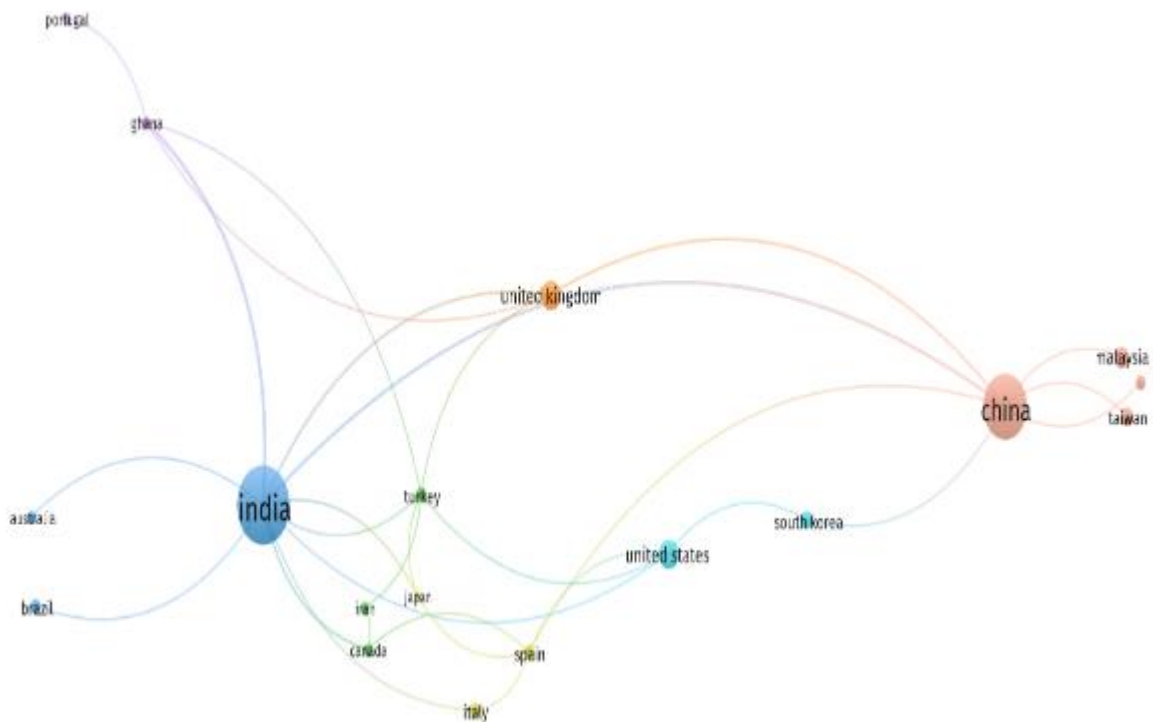 portugal
ghana
united kingdom
malaysia
china
taiwan
turkey
india
australia
south korea
united states
japan
iran
brazil
canada
spain
italy